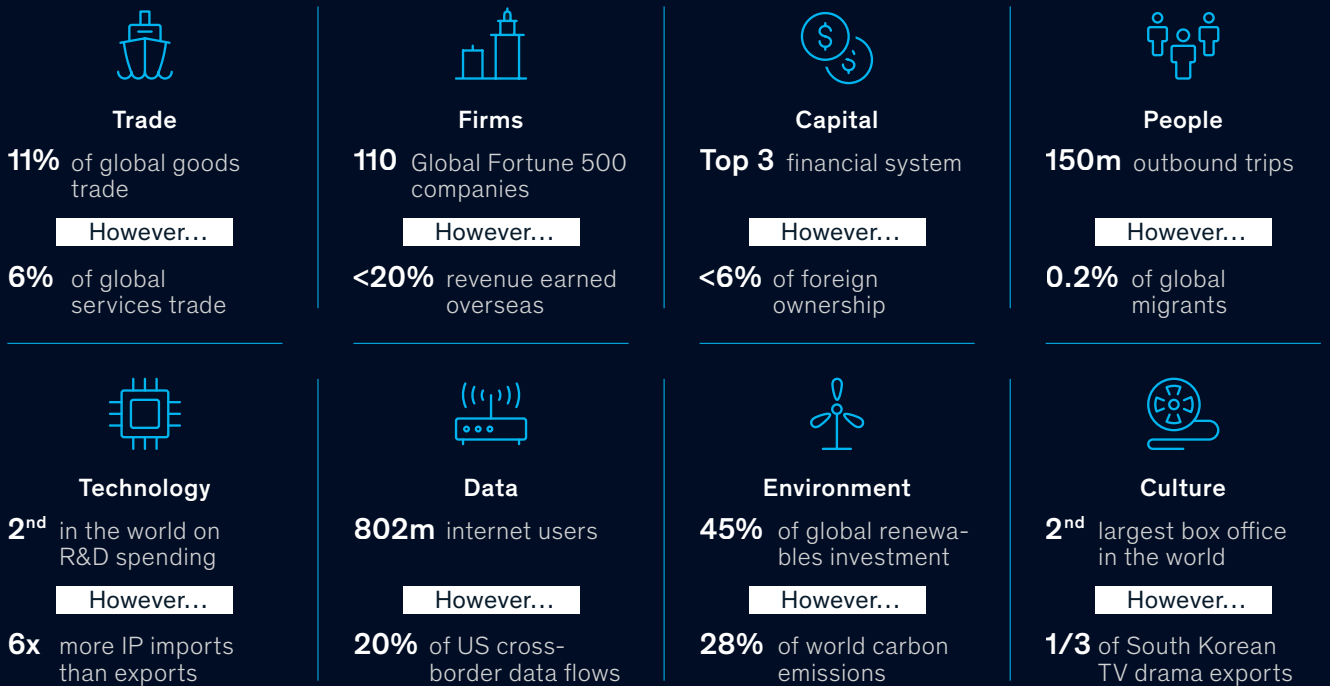 Trade
11% of global goods
trade
However...
6% of global
services trade
Firms
110 Global Fortune 500
companies
However...
<20% revenue earned
overseas
Capital
Top 3 financial system
However...
<6% of foreign
ownership
People
150m outbound trips
However...
0.2% of global
migrants
Technology
2nd in the world on
R&D spending
However...
6x more IP imports
than exports
Data
802m internet users
However...
20% of US cross-
border data flows
Environment
45% of global renewa-
bles investment
However...
28% of world carbon
emissions
Culture
2nd largest box office
in the world
However...
1/3 of South Korean
TV drama exports